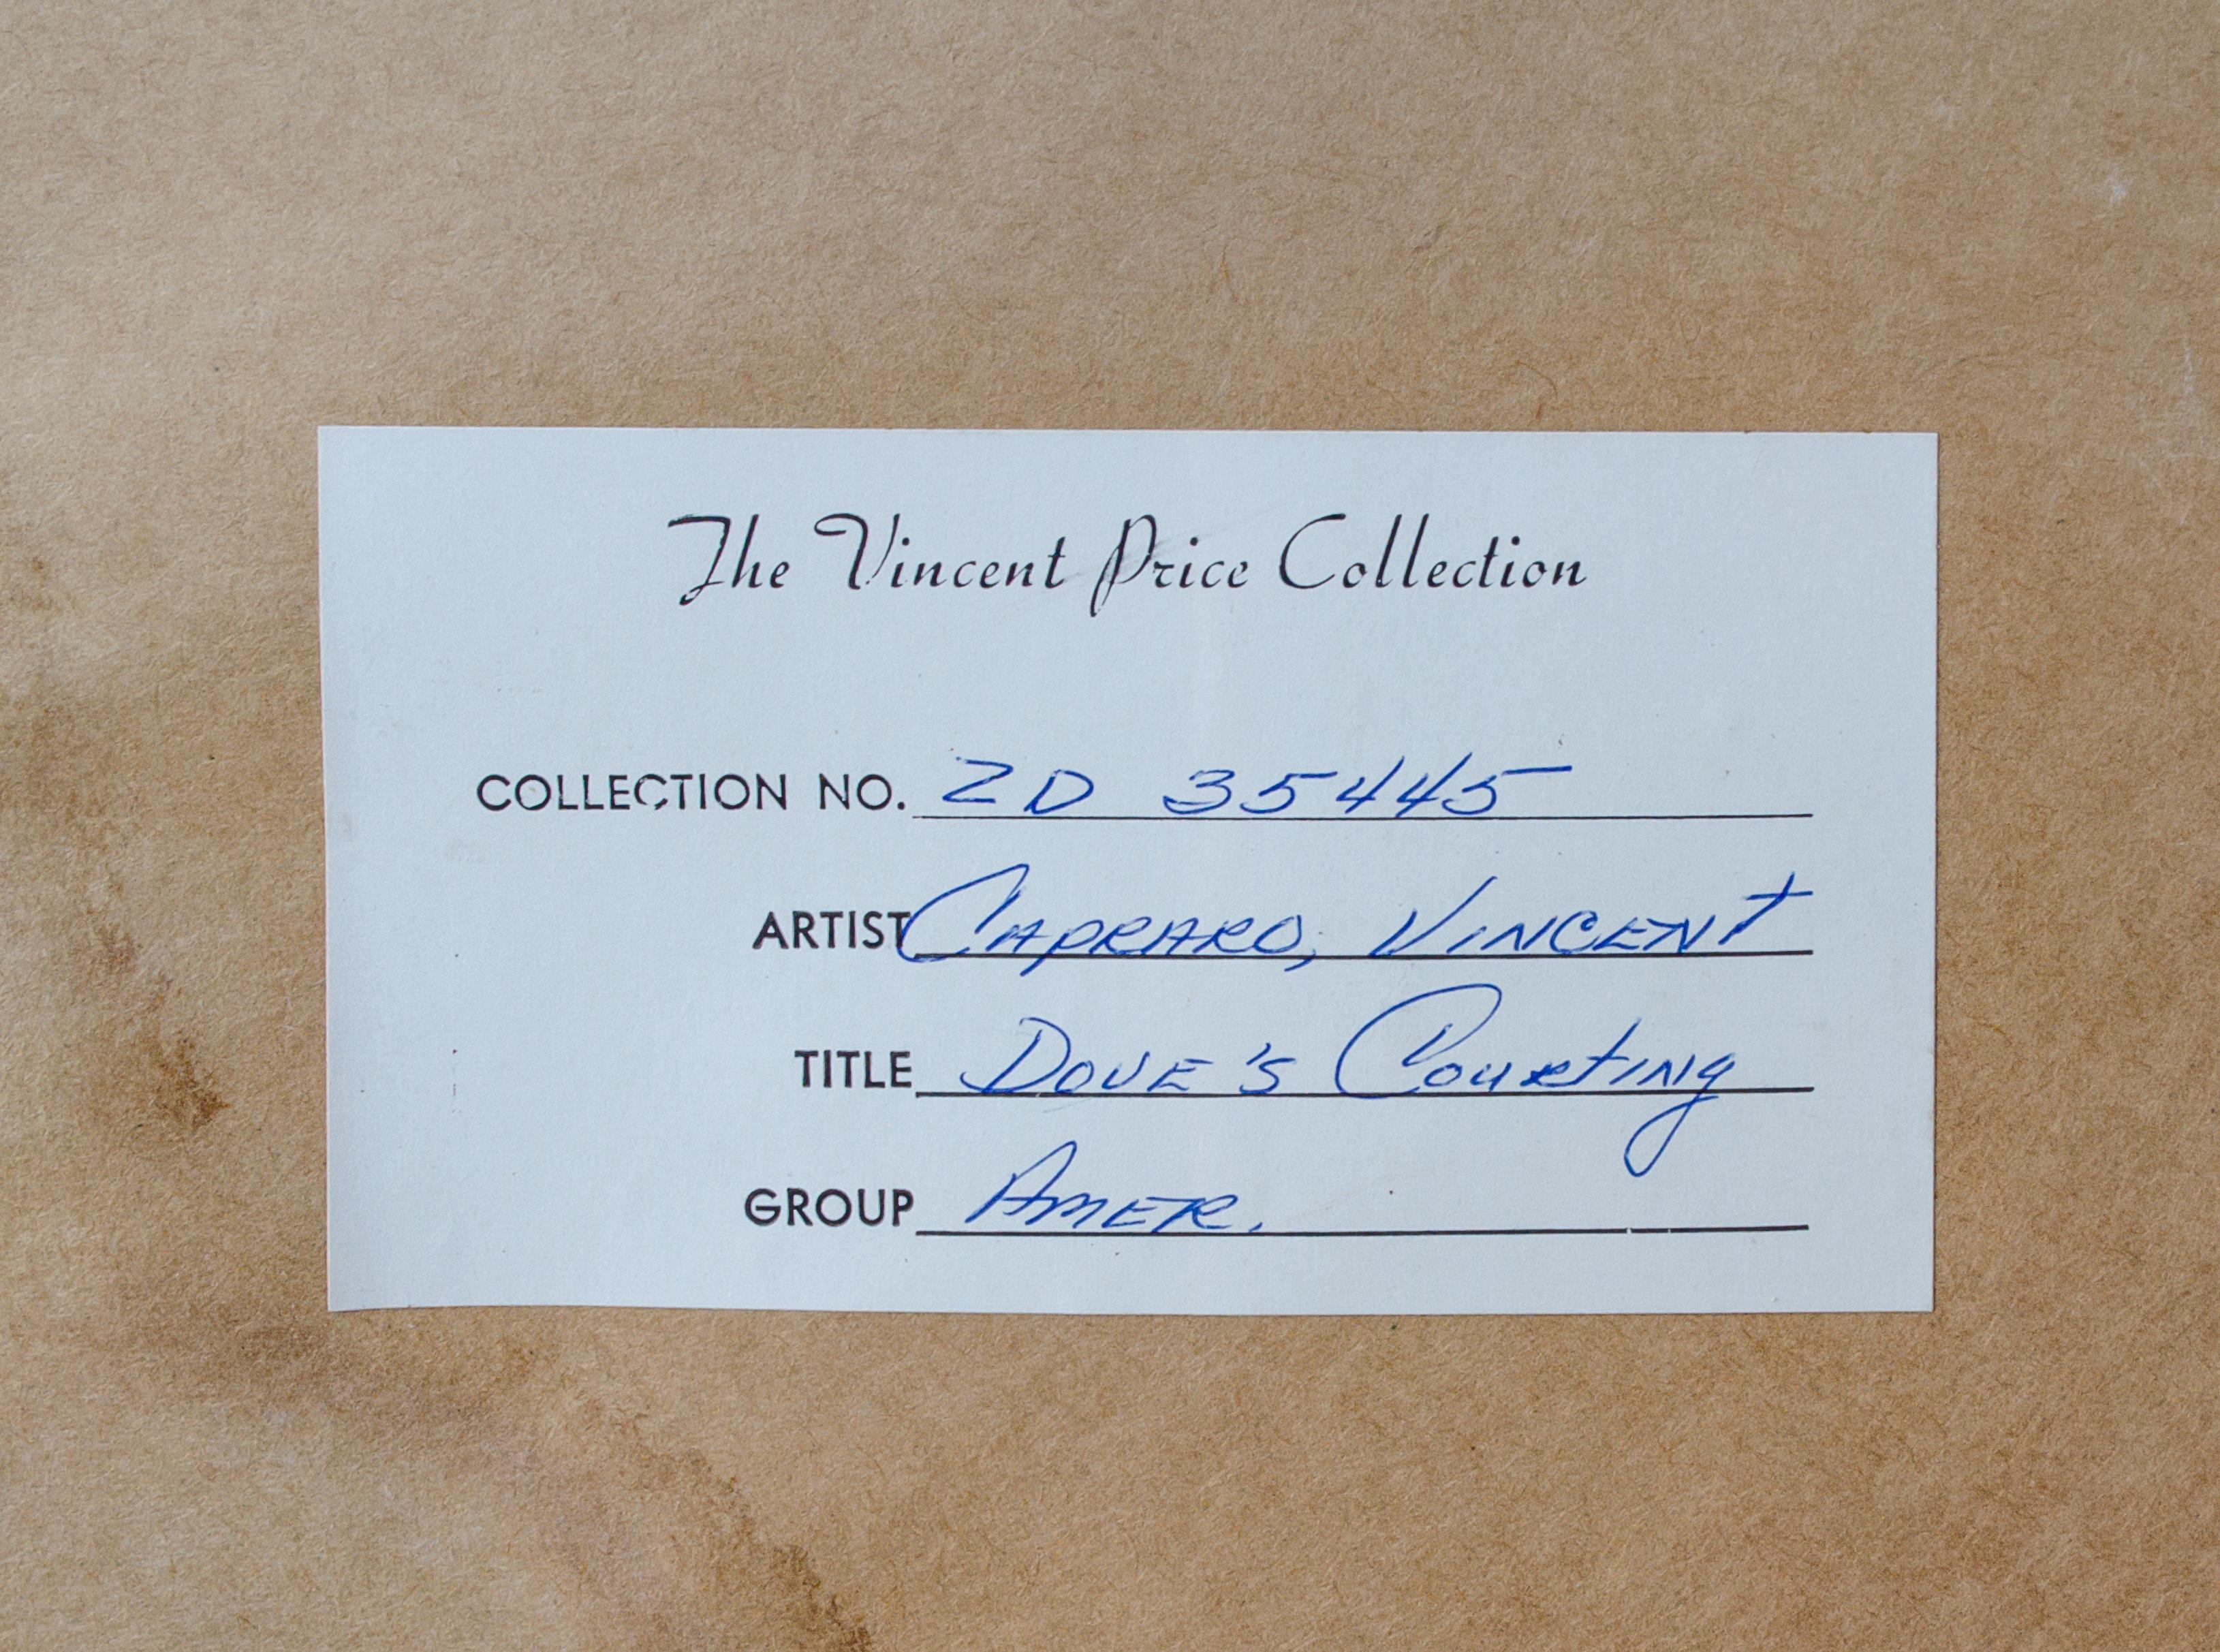 The Vincent Price Collection
COLLECTION NO. ZD 35445
ARTIST Capraro, Vincent
TITLE Dove's Courting
GROUP Amer.